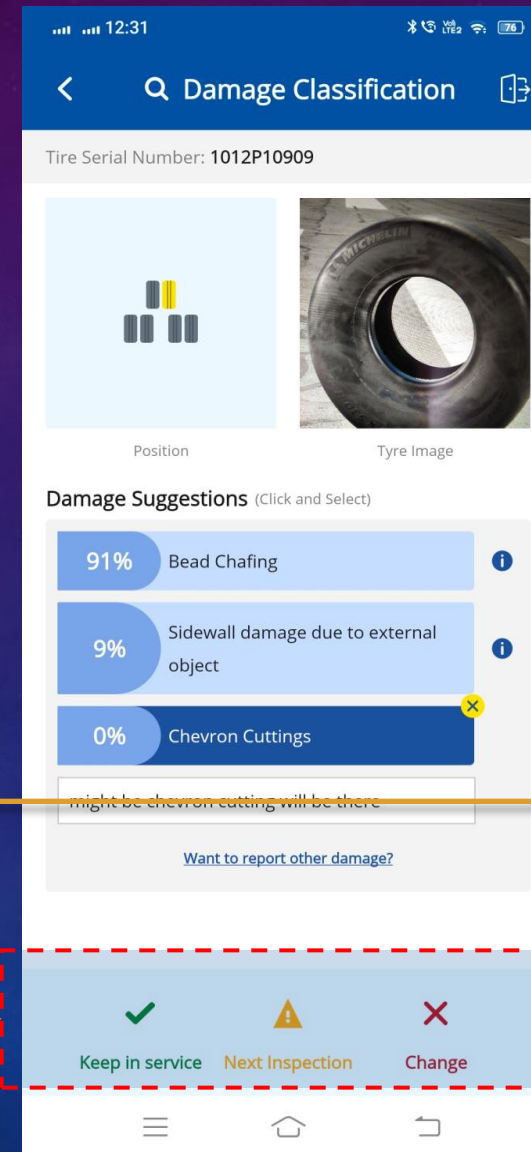 12:31
Vo))
LTE2
76
Damage Classification
Tire Serial Number: 1012P10909
MICHELIN
Position
Tyre Image
Damage Suggestions (Click and Select)
91% Bead Chafing
9% Sidewall damage due to external
object
0% Chevron Cuttings
might be chevron cutting will be there
Want to report other damage?
Keep in service
Next Inspection
Change